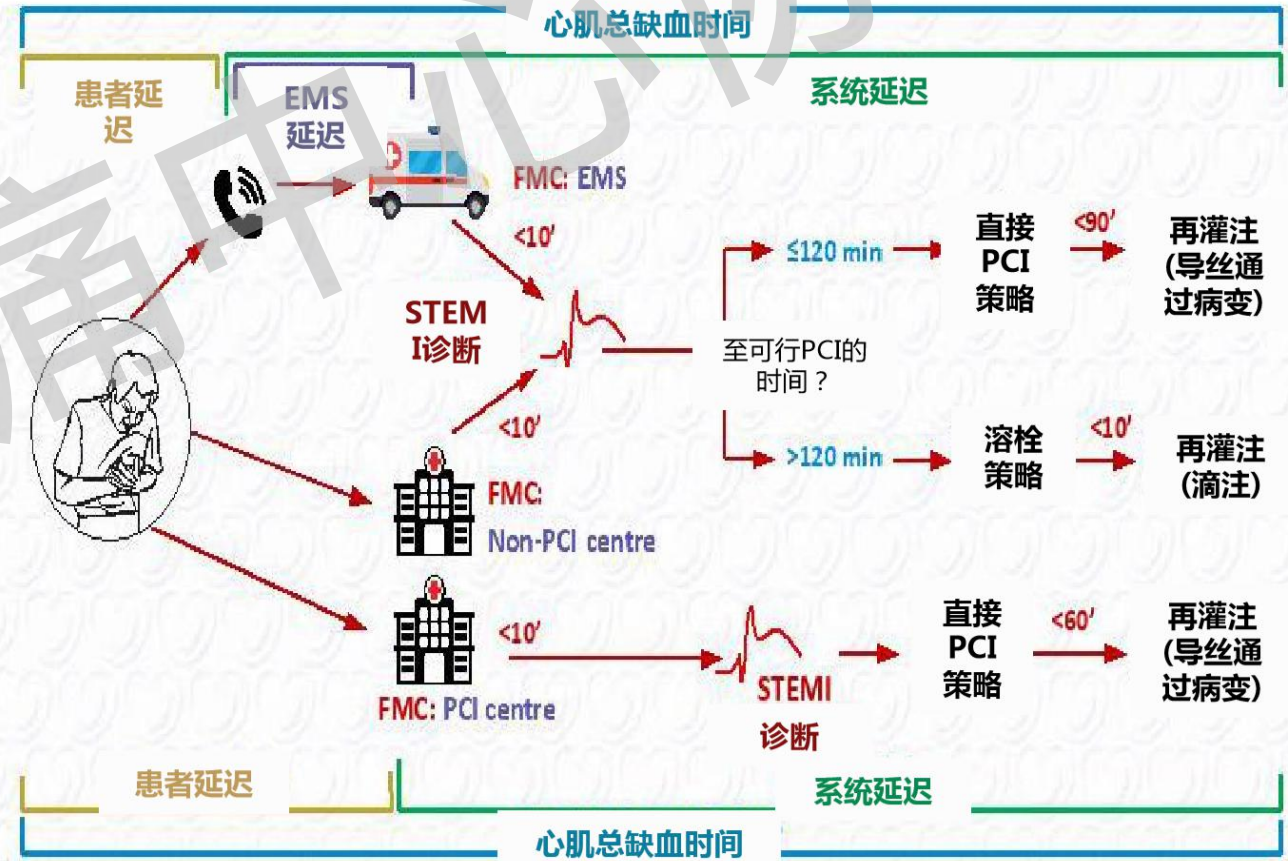 心肌总缺血时间
患者延
迟
EMS
延迟
系统延迟
FMC: EMS
<10'
STEM
I诊断
<10'
FMC:
Non-PCI centre
至可行PCI的
时间？
≤120 min
直接
PCI
策略
<90'
再灌注
(导丝通
过病变)
>120 min
溶栓
策略
<10'
再灌注
(滴注)
<10'
FMC: PCI centre
STEMI
诊断
直接
PCI
策略
<60'
再灌注
(导丝通
过病变)
患者延迟
系统延迟
心肌总缺血时间
痛中心